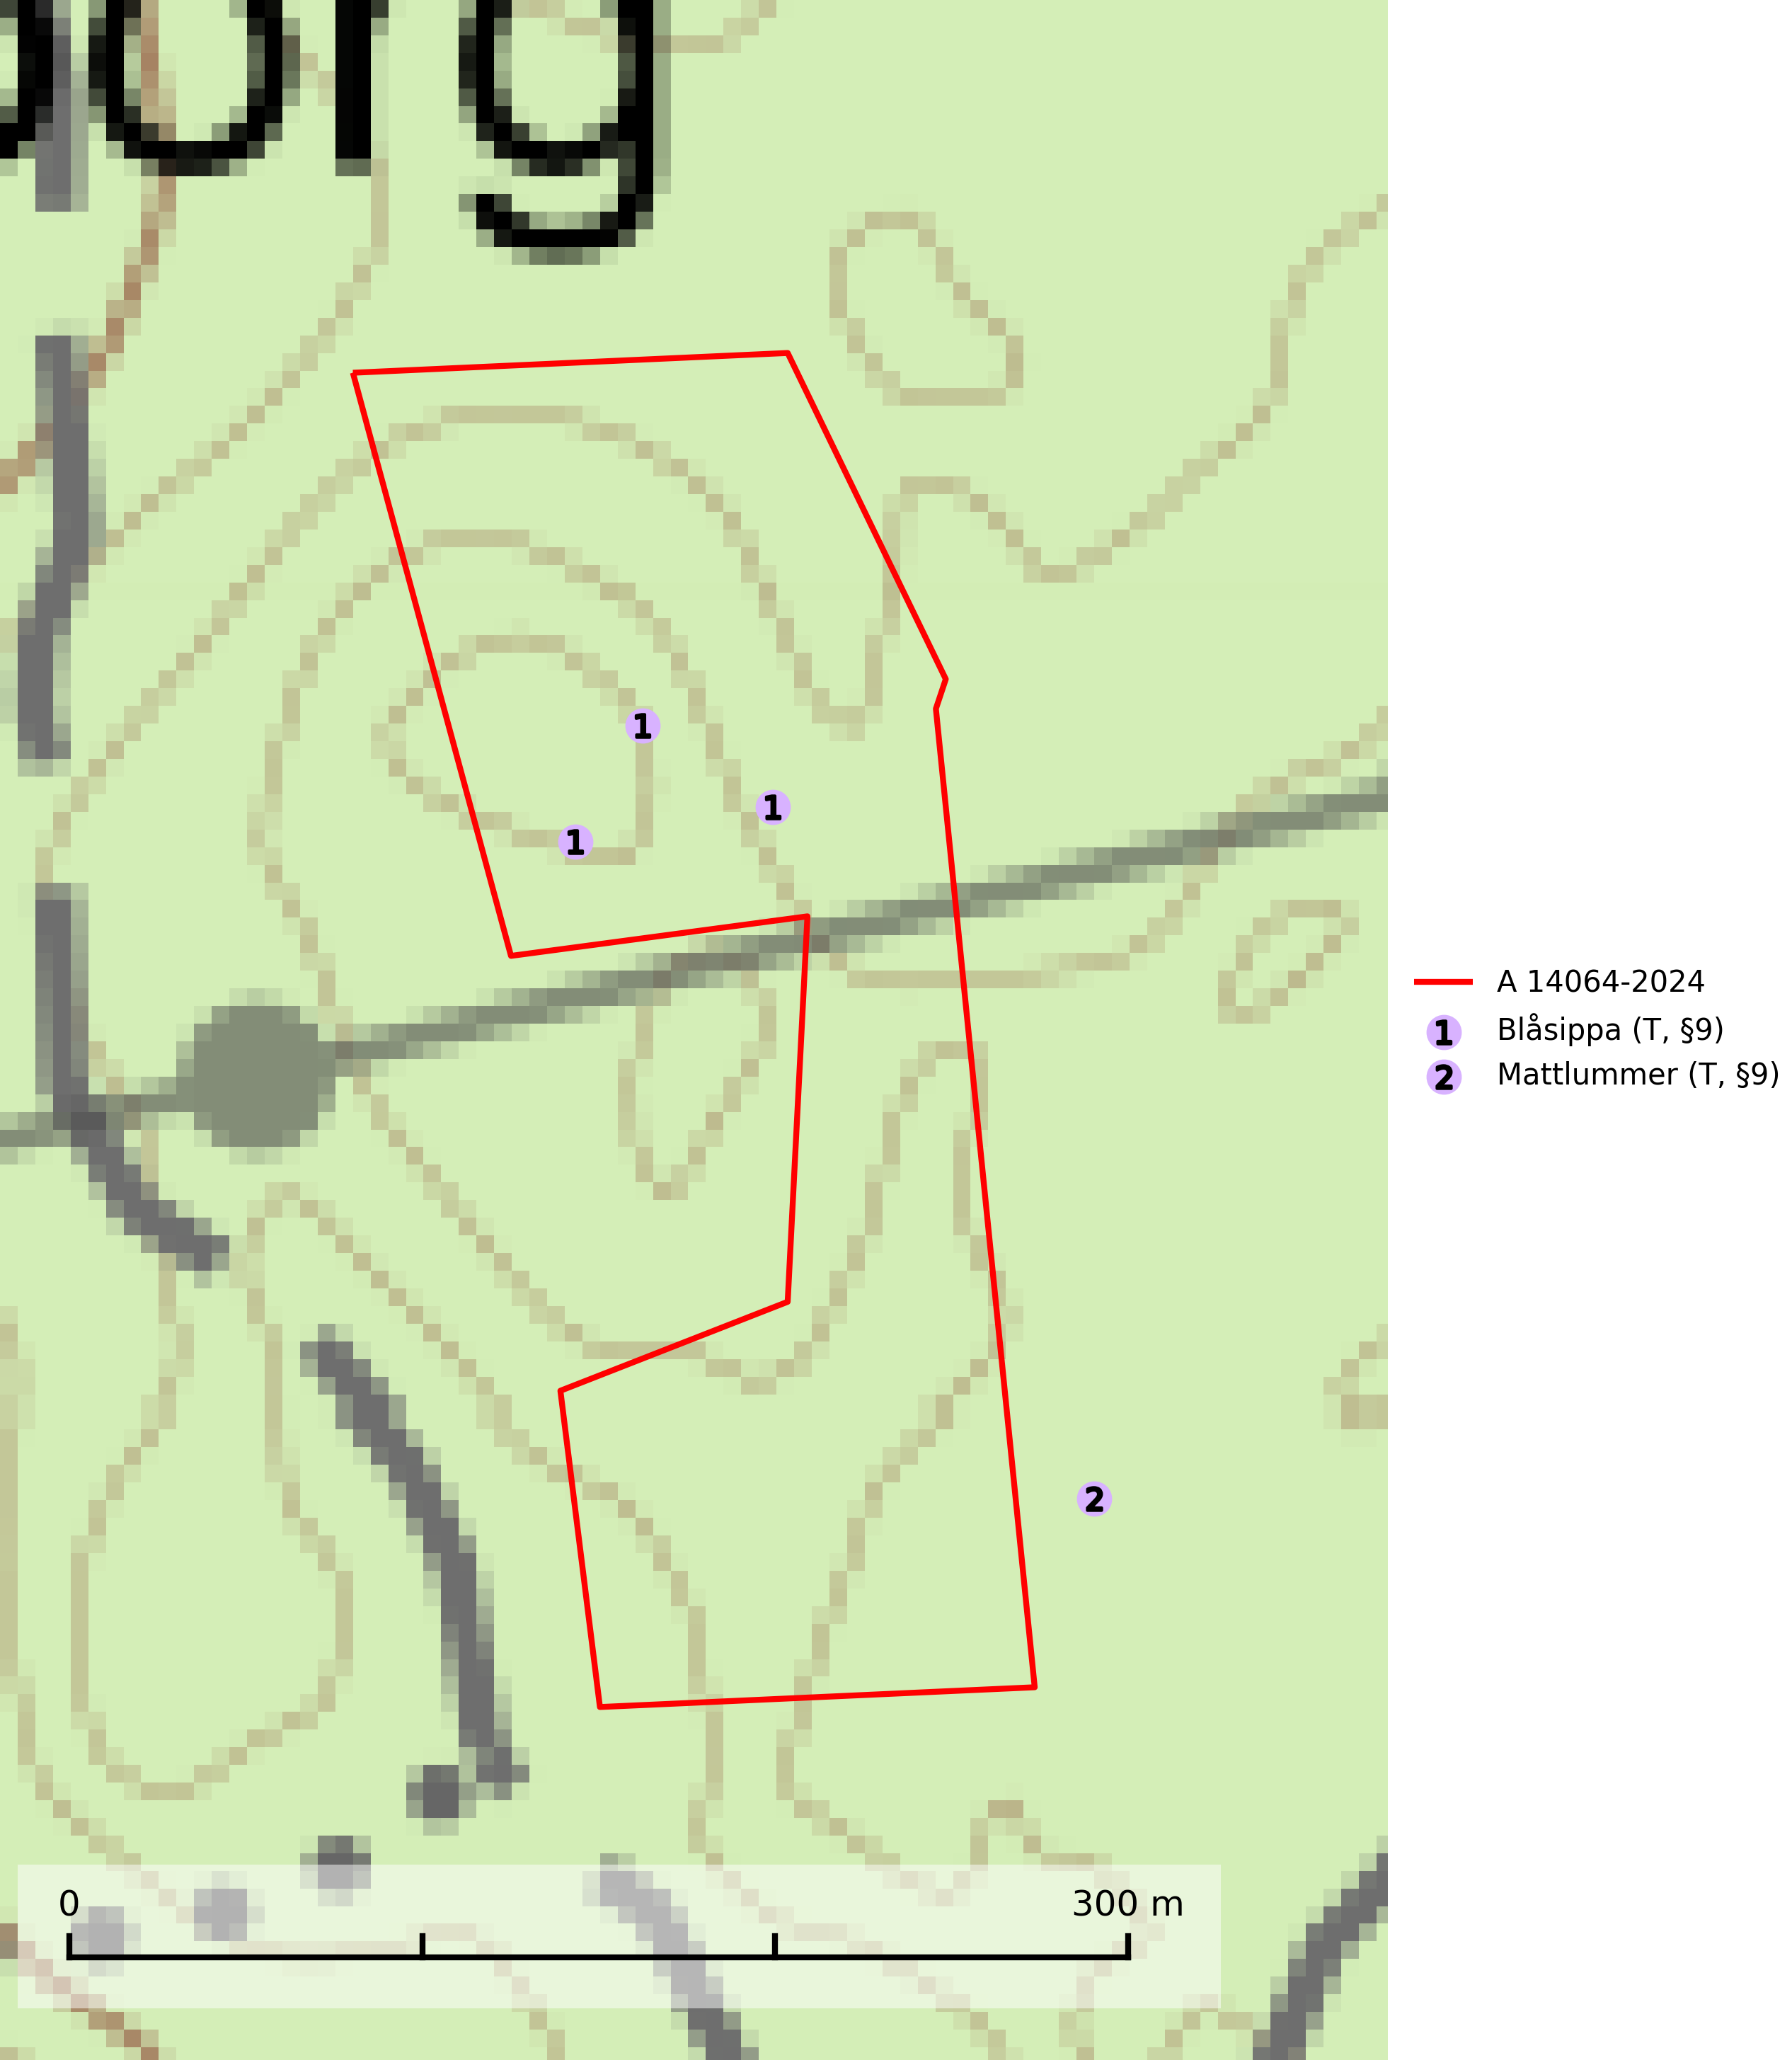 1
1
1
2
A 14064-2024
1 Blåsippa (T, §9)
2 Mattlummer (T, §9)
0 300 m